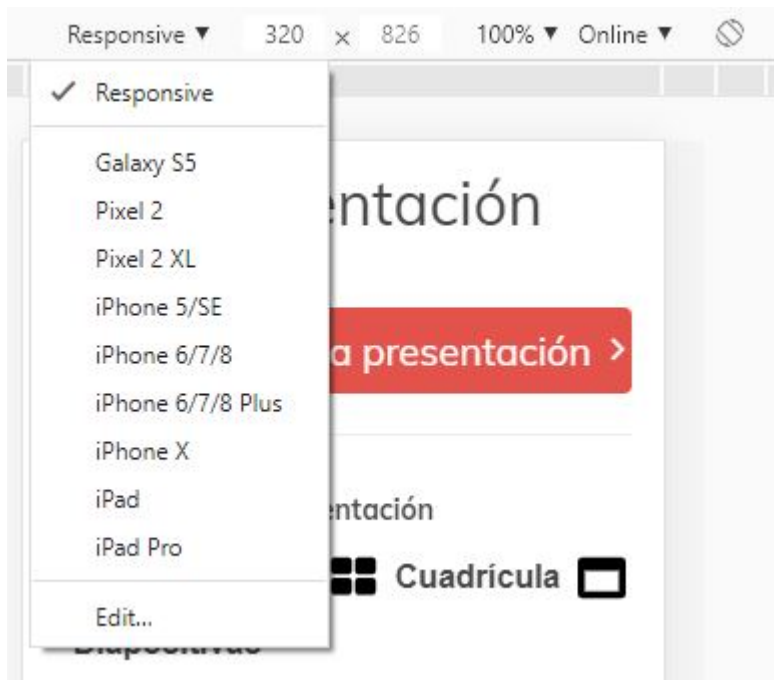 Responsive ▼ 320 × 826 100% ▼ Online ▼
✓ Responsive
Galaxy S5
Pixel 2
Pixel 2 XL
iPhone 5/SE
iPhone 6/7/8
iPhone 6/7/8 Plus
iPhone X
iPad
iPad Pro
Edit...
entación
a presentación >
entación
Cuadrícula